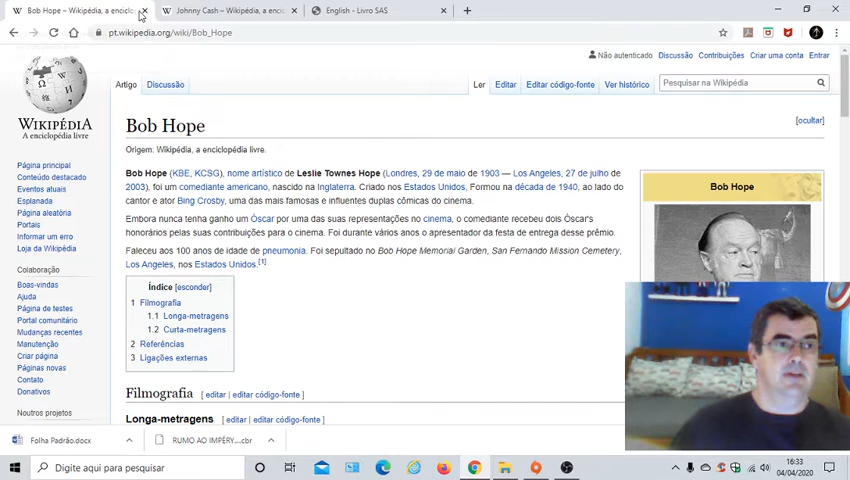 Bob Hope – Wikipédia, a enciclo
Johnny Cash – Wikipédia, a enci
English - Livro SAS
pt.wikipedia.org/wiki/Bob_Hope
Não autenticado Discussão Contribuições Criar uma conta Entrar
Artigo Discussão Ler Editar Editar código-fonte Ver histórico Pesquisar na Wikipédia
WIKIPÉDIA
A enciclopédia livre
Página principal
Conteúdo destacado
Eventos atuais
Esplanada
Página aleatória
Portais
Informar um erro
Loja da Wikipédia
Colaboração
Boas-vindas
Ajuda
Página de testes
Portal comunitário
Mudanças recentes
Manutenção
Criar página
Páginas novas
Contato
Donativos
Noutros projetos
Bob Hope
[ocultar]
Origem: Wikipédia, a enciclopédia livre.
Bob Hope (KBE, KCSG), nome artístico de Leslie Townes Hope (Londres, 29 de maio de 1903 — Los Angeles, 27 de julho de
2003), foi um comediante americano, nascido na Inglaterra. Criado nos Estados Unidos, Formou na década de 1940, ao lado do
cantor e ator Bing Crosby, uma das mais famosas e influentes duplas cômicas do cinema.
Embora nunca tenha ganho um Óscar por uma das suas representações no cinema, o comediante recebeu dois Óscar's
honorários pelas suas contribuições para o cinema. Foi durante vários anos o apresentador da festa de entrega desse prêmio.
Faleceu aos 100 anos de idade de pneumonia. Foi sepultado no Bob Hope Memorial Garden, San Fernando Mission Cemetery,
Los Angeles, nos Estados Unidos.[1]
Índice [esconder]
1 Filmografia
1.1 Longa-metragens
1.2 Curta-metragens
2 Referências
3 Ligações externas
Filmografia [ editar | editar código-fonte ]
Longa-metragens [ editar | editar código-fonte ]
Bob Hope
Folha Padrão.docx
RUMO AO IMPÉRY....cbr
Digite aqui para pesquisar
16:33
04/04/2020